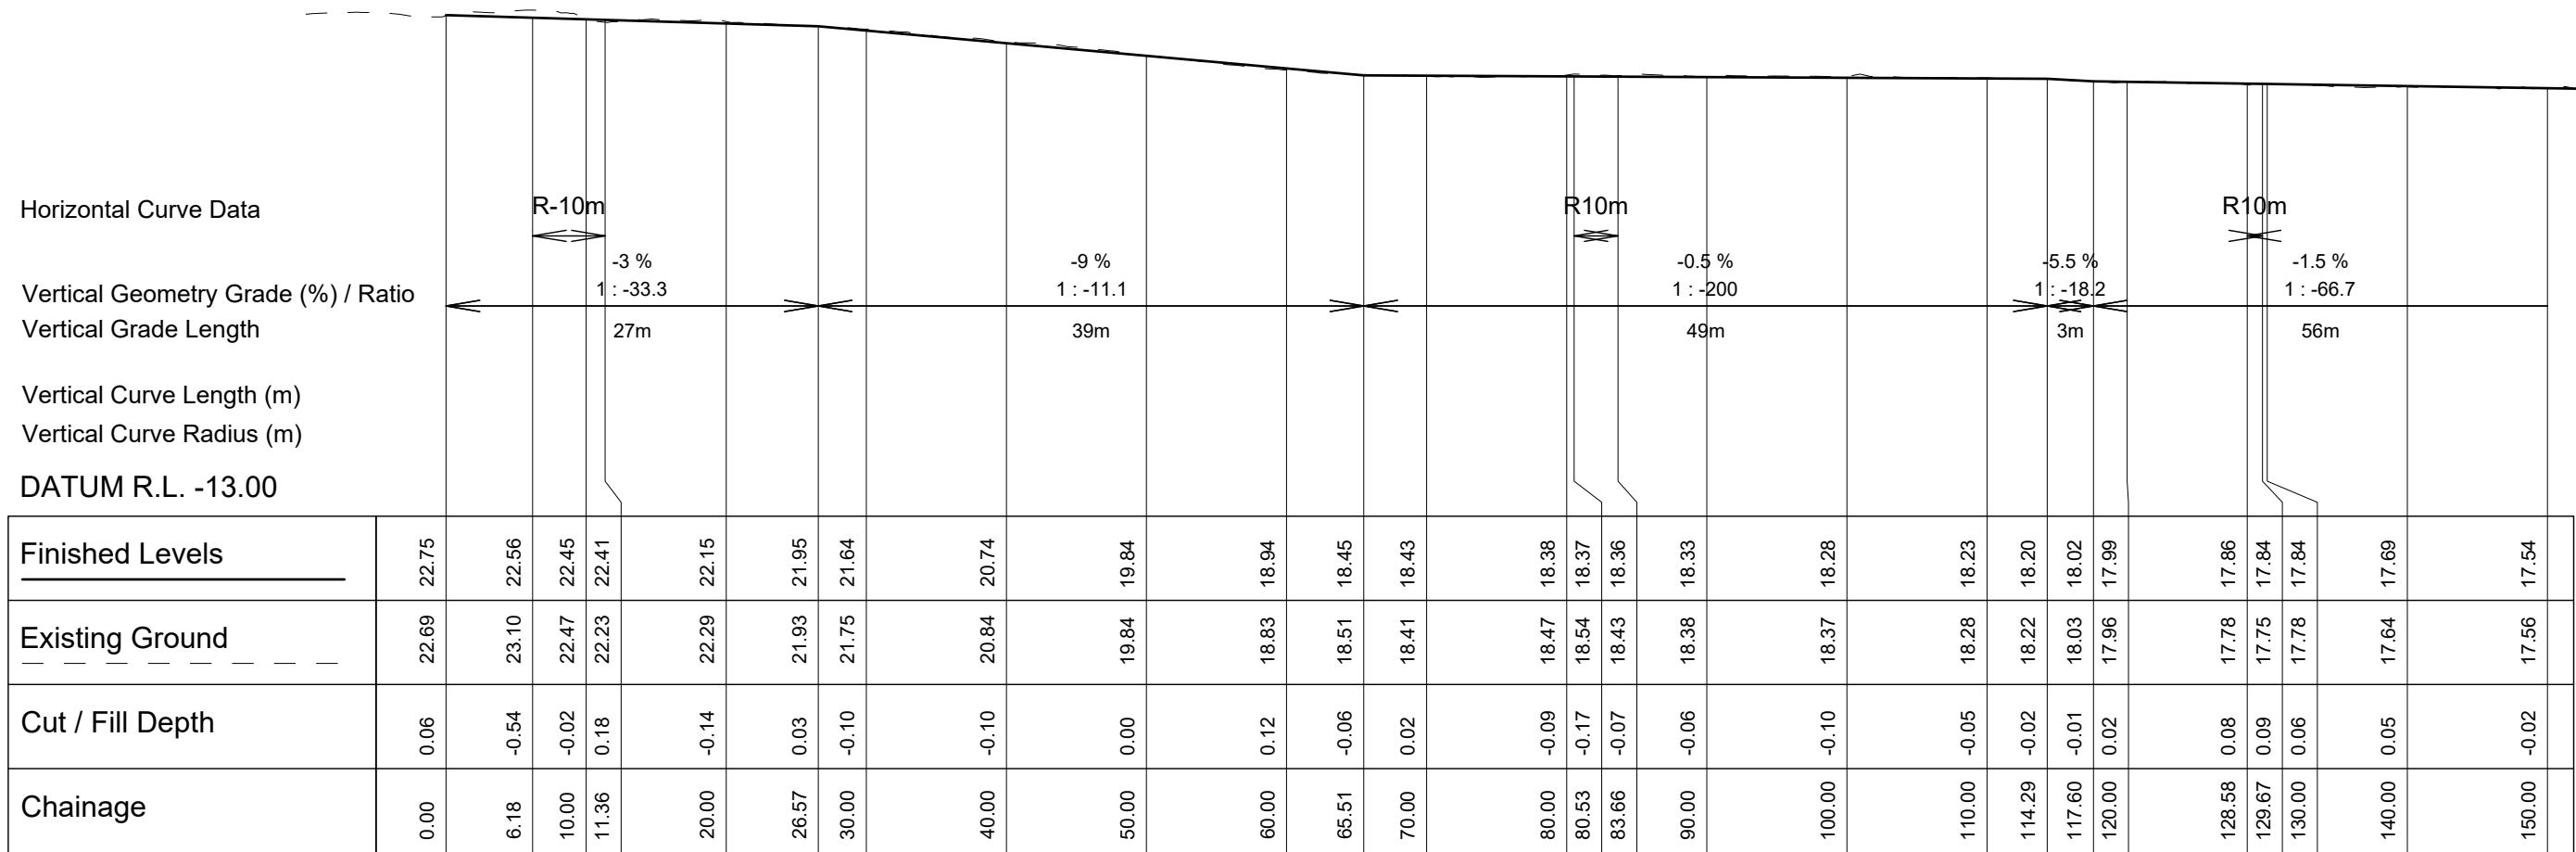 Horizontal Curve Data R-10m R10m R10m
-3 % -9 % -0.5 % -5.5 % -1.5 %
Vertical Geometry Grade (%) / Ratio 1 : -33.3 1 : -11.1 1 : -200 1 : -18.2 1 : -66.7
Vertical Grade Length 27m 39m 49m 3m 56m
Vertical Curve Length (m)
Vertical Curve Radius (m)
DATUM R.L. -13.00
Finished Levels 22.75 22.56 22.45 22.41 22.15 21.95 21.64 20.74 19.84 18.94 18.45 18.43 18.38 18.37 18.36 18.33 18.28 18.23 18.20 18.02 17.99 17.86 17.84 17.84 17.69 17.54
Existing Ground 22.69 23.10 22.47 22.23 22.29 21.93 21.75 20.84 19.84 18.83 18.51 18.41 18.47 18.54 18.43 18.38 18.37 18.28 18.22 18.03 17.96 17.78 17.75 17.78 17.64 17.56
Cut / Fill Depth 0.06 -0.54 -0.02 0.18 -0.14 0.03 -0.10 -0.10 0.00 0.12 -0.06 0.02 -0.09 -0.17 -0.07 -0.06 -0.10 -0.05 -0.02 -0.01 0.02 0.08 0.09 0.06 0.05 -0.02
Chainage 0.00 6.18 10.00 11.36 20.00 26.57 30.00 40.00 50.00 60.00 65.51 70.00 80.00 80.53 83.66 90.00 100.00 110.00 114.29 117.60 120.00 128.58 129.67 130.00 140.00 150.00